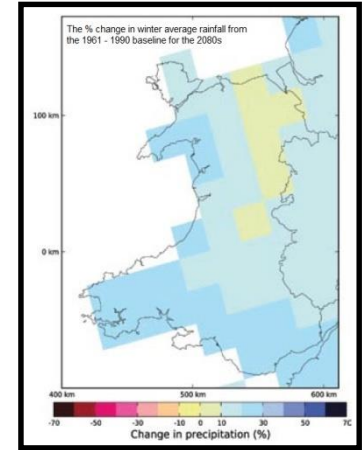 The % change in winter average rainfall from
the 1961 - 1990 baseline for the 2080s
100 km
0 km
400 km 500 km 600 km
-70 -50 -30 -10 0 10 30 50 7C
Change in precipitation (%)